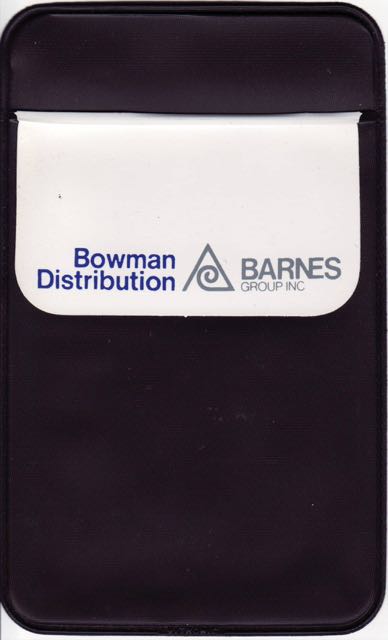 Bowman
Distribution
BARNES
GROUP INC